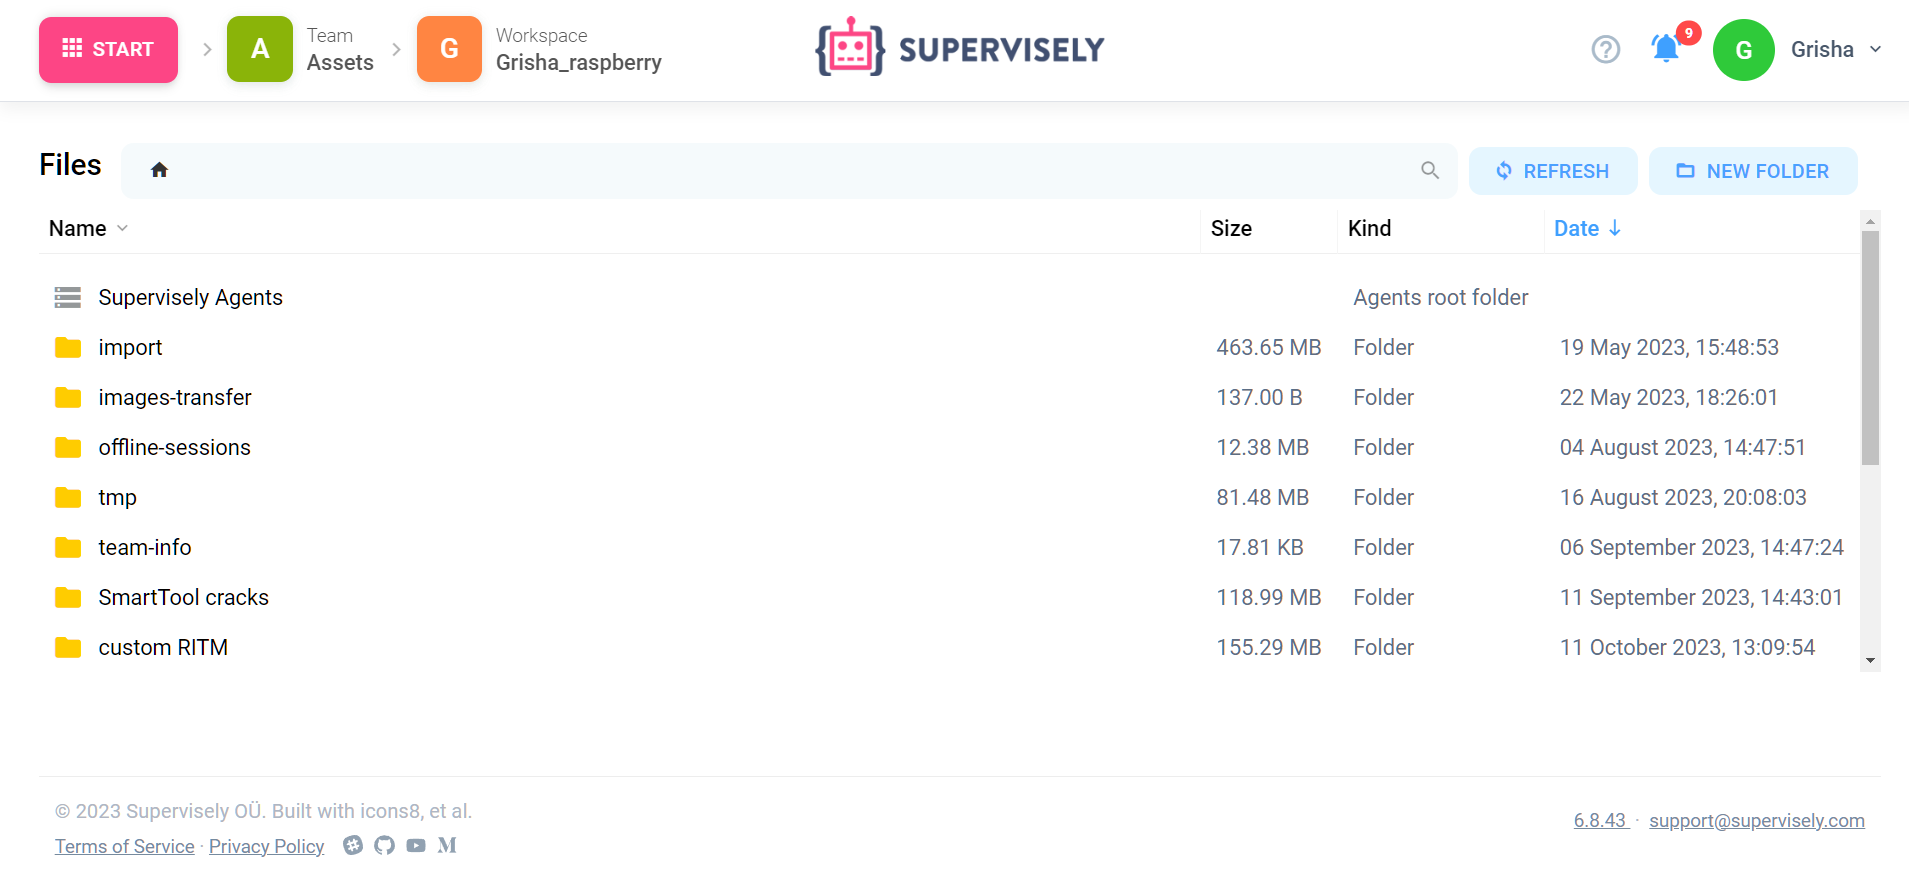 START
A
Team
Assets
G
Workspace
Grisha_raspberry
SUPERVISELY
9
G
Grisha
Files
REFRESH
NEW FOLDER
Name
Size
Kind
Date
Supervisely Agents
Agents root folder
import
463.65 MB
Folder
19 May 2023, 15:48:53
images-transfer
137.00 B
Folder
22 May 2023, 18:26:01
offline-sessions
12.38 MB
Folder
04 August 2023, 14:47:51
tmp
81.48 MB
Folder
16 August 2023, 20:08:03
team-info
17.81 KB
Folder
06 September 2023, 14:47:24
SmartTool cracks
118.99 MB
Folder
11 September 2023, 14:43:01
custom RITM
155.29 MB
Folder
11 October 2023, 13:09:54
© 2023 Supervisely OÜ. Built with icons8, et al.
Terms of Service · Privacy Policy
6.8.43 · support@supervisely.com